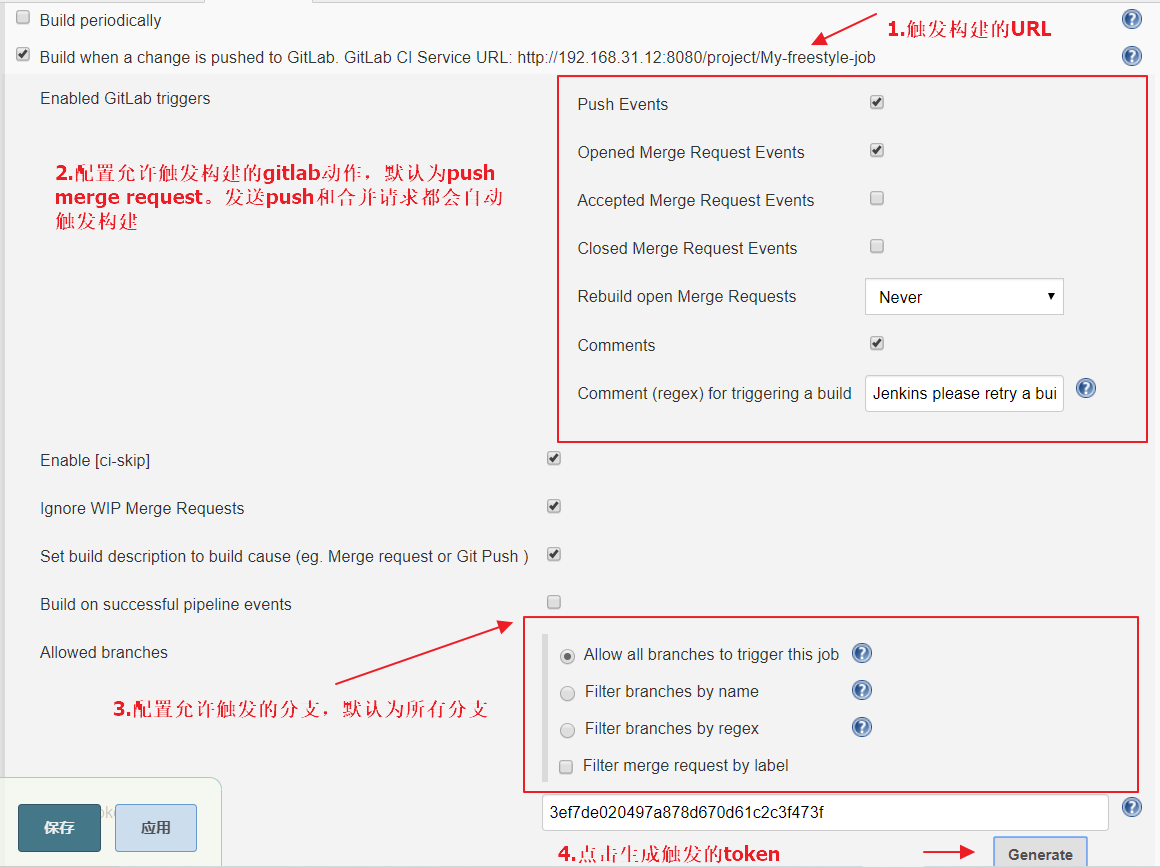 Build periodically
1.触发构建的URL
Build when a change is pushed to GitLab. GitLab CI Service URL: http://192.168.31.12:8080/project/My-freestyle-job
Enabled GitLab triggers
Push Events
Opened Merge Request Events
2.配置允许触发构建的gitlab动作，默认为push
merge request。发送push和合并请求都会自动
触发构建
Accepted Merge Request Events
Closed Merge Request Events
Rebuild open Merge Requests
Never
Comments
Comment (regex) for triggering a build
Jenkins please retry a bui
Enable [ci-skip]
Ignore WIP Merge Requests
Set build description to build cause (eg. Merge request or Git Push )
Build on successful pipeline events
Allowed branches
Allow all branches to trigger this job
Filter branches by name
3.配置允许触发的分支，默认为所有分支
Filter branches by regex
Filter merge request by label
3ef7de020497a878d670d61c2c3f473f
保存
应用
4.点击生成触发的token
Generate